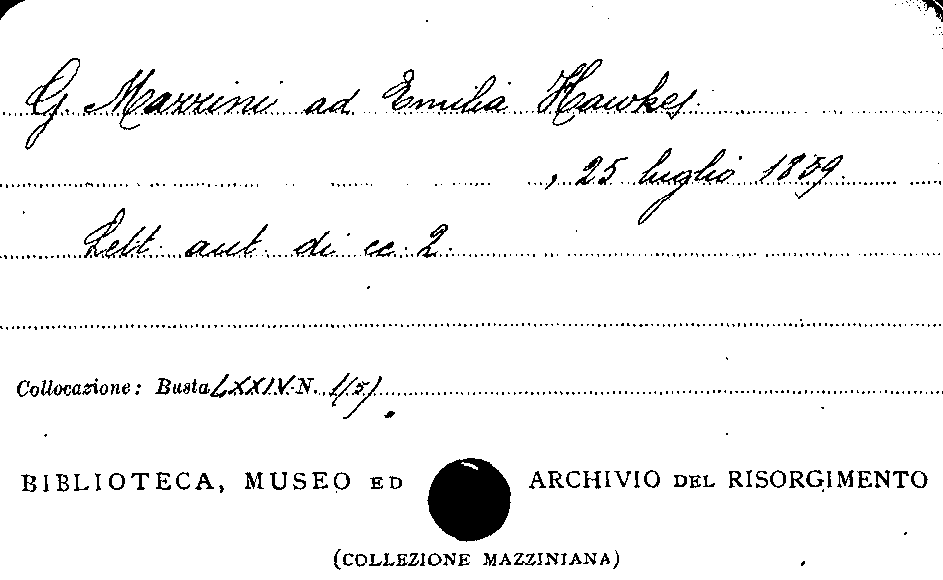 G. Mazzini ad Emilia Hawkes.
, 25 luglio 1859.
Lett. aut. di cc. 2.
Collocazione: Busta LXXIV N. 1(5)
BIBLIOTECA, MUSEO ED ARCHIVIO DEL RISORGIMENTO
(COLLEZIONE MAZZINIANA)